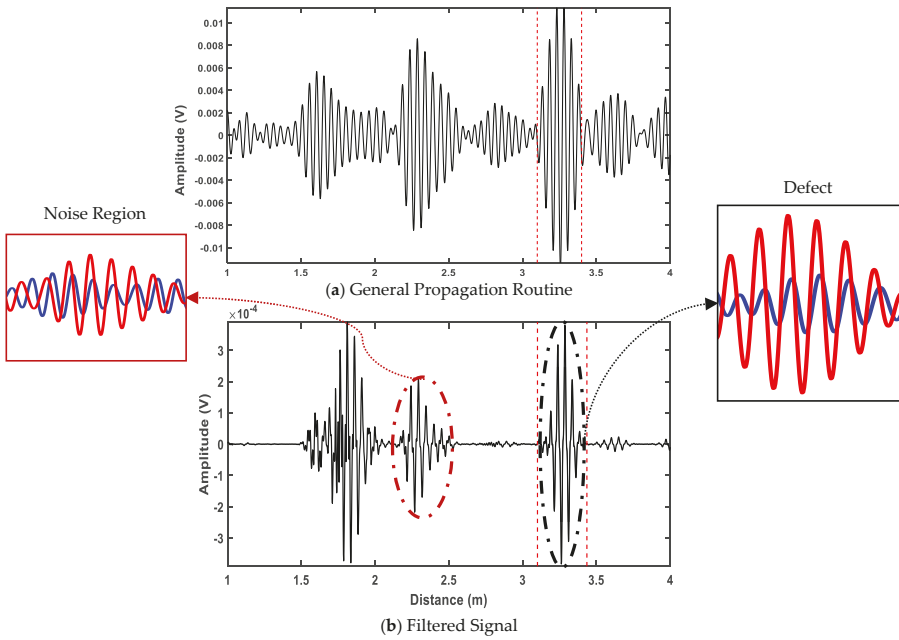 0.01
0.008
0.006
0.004
0.002
0
-0.002
-0.004
-0.006
-0.008
-0.01
Amplitude (V)
1 1.5 2 2.5 3 3.5 4
(a) General Propagation Routine
Noise Region
Defect
×10⁻⁴
3
2
1
0
-1
-2
-3
Amplitude (V)
1 1.5 2 2.5 3 3.5 4
Distance (m)
(b) Filtered Signal